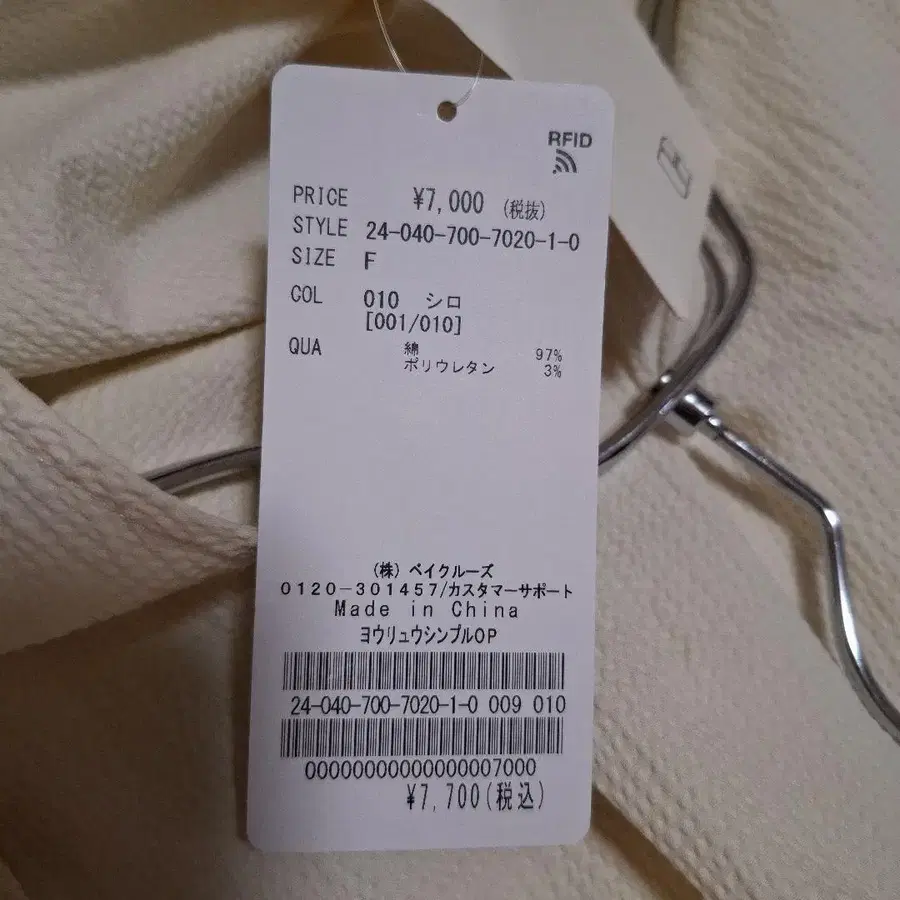 RFID
PRICE ¥7,000 (税抜)
STYLE 24-040-700-7020-1-0
SIZE F
COL 010 シロ
[001/010]
QUA 綿 97%
ポリウレタン 3%
(株) ベイクルーズ
0120-301457/カスタマーサポート
Made in China
ヨウリュウシンプルOP
24-040-700-7020-1-0 009 010
00000000000000007000
¥7,700(税込)